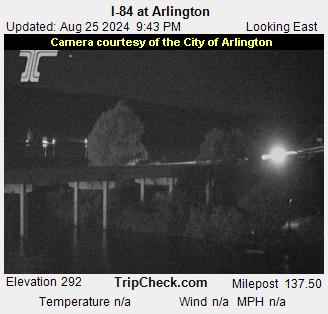 I-84 at Arlington
Updated: Aug 25 2024 9:43 PM Looking East
Camera courtesy of the City of Arlington
Elevation 292 TripCheck.com Milepost 137.50
Temperature n/a Wind n/a MPH n/a